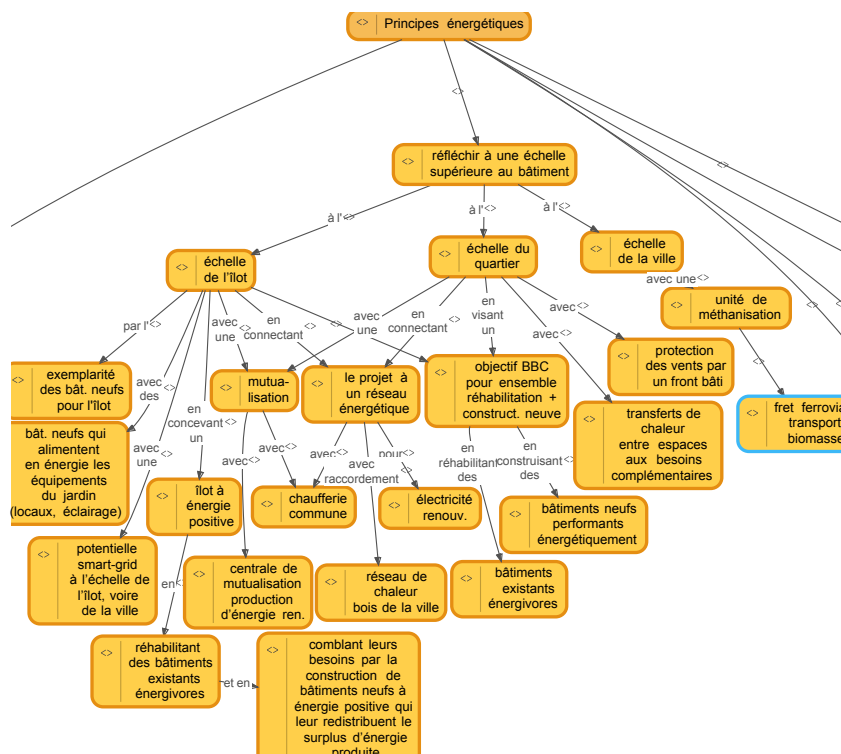 <> Principes énergétiques
<>
<>
<> réfléchir à une échelle
supérieure au bâtiment
à l'<>
à l'<>
à l'<>
<> échelle
de l'îlot
<> échelle du
quartier
<> échelle
de la ville
avec une<>
<> unité de
méthanisation
<>
<>
par l'<>
avec
une<>
en
connectant<>
<>
avec
une<>
en
connectant<>
en
visant<>
un
avec<>
avec<>
<> exemplarité
des bât. neufs
pour l'îlot
<> mutua-
lisation
<> le projet à
un réseau
énergétique
<> objectif BBC
pour ensemble
réhabilitation +
construct. neuve
<> protection
des vents par
un front bâti
<> transferts de
chaleur
entre espaces
aux besoins
complémentaires
<> fret ferrovia
transport
biomasse
avec
des<>
en
concevant<>
un
avec
une<>
<> bât. neufs qui
alimentent
en énergie les
équipements
du jardin
(locaux, éclairage)
avec<>
avec<>
avec<>
avec<>
raccordement
pour<>
en
réhabilitant<>
des
en
construisant<>
des
<> îlot à
énergie
positive
<> chaufferie
commune
<> électricité
renouv.
<> bâtiments neufs
performants
énergétiquement
<> potentielle
smart-grid
à l'échelle de
l'îlot, voire
de la ville
en<>
<> centrale de
mutualisation
production
d'énergie ren.
<> réseau de
chaleur
bois de la ville
<> bâtiments
existants
énergivores
<> réhabilitant
des bâtiments
existants
énergivores
et en<>
<> comblant leurs
besoins par la
construction de
bâtiments neufs à
énergie positive qui
leur redistribuent le
surplus d'énergie
produite